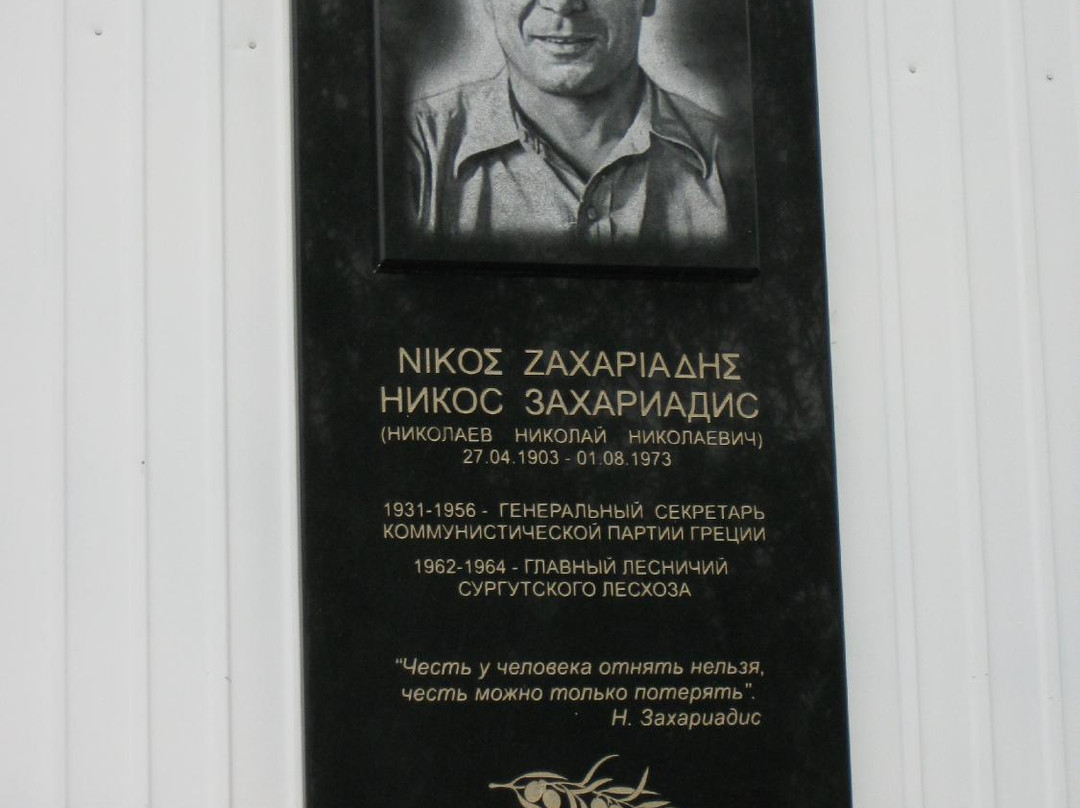 ΝΙΚΟΣ ΖΑΧΑΡΙΑΔΗΣ
НИКОС ЗАХАРИАДИС
(НИКОЛАЕВ НИКОЛАЙ НИКОЛАЕВИЧ)
27.04.1903 - 01.08.1973
1931-1956 - ГЕНЕРАЛЬНЫЙ СЕКРЕТАРЬ
КОММУНИСТИЧЕСКОЙ ПАРТИИ ГРЕЦИИ
1962-1964 - ГЛАВНЫЙ ЛЕСНИЧИЙ
СУРГУТСКОГО ЛЕСХОЗА
“Честь у человека отнять нельзя,
честь можно только потерять”.
Н. Захариадис